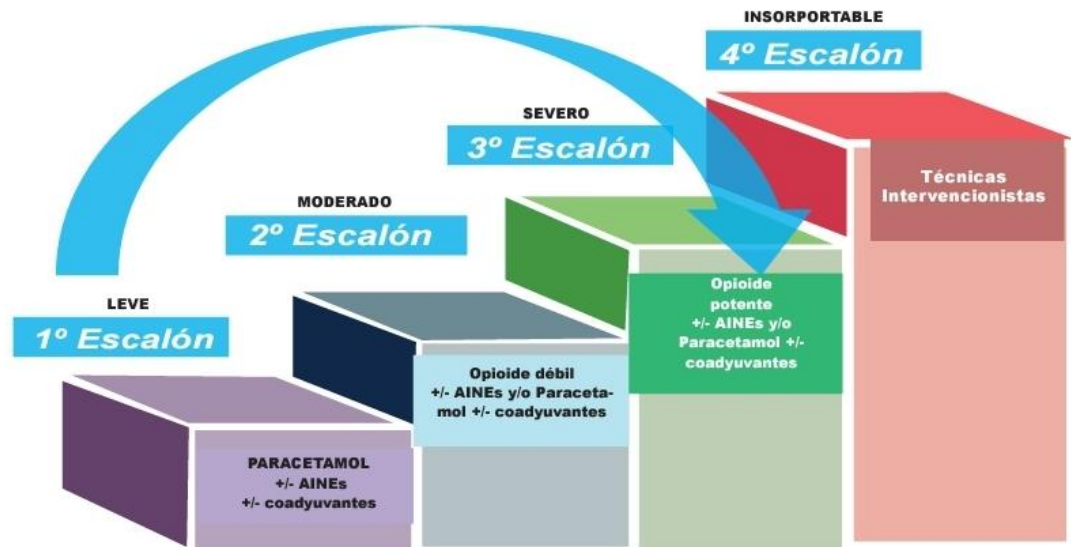 INSORPORTABLE
4º Escalón
SEVERO
3º Escalón
MODERADO
2º Escalón
LEVE
1º Escalón
Técnicas
Intervencionistas
Opioide
potente
+/- AINEs y/o
Paracetamol +/-
coadyuvantes
Opioide débil
+/- AINEs y/o Paraceta-
mol +/- coadyuvantes
PARACETAMOL
+/- AINEs
+/- coadyuvantes